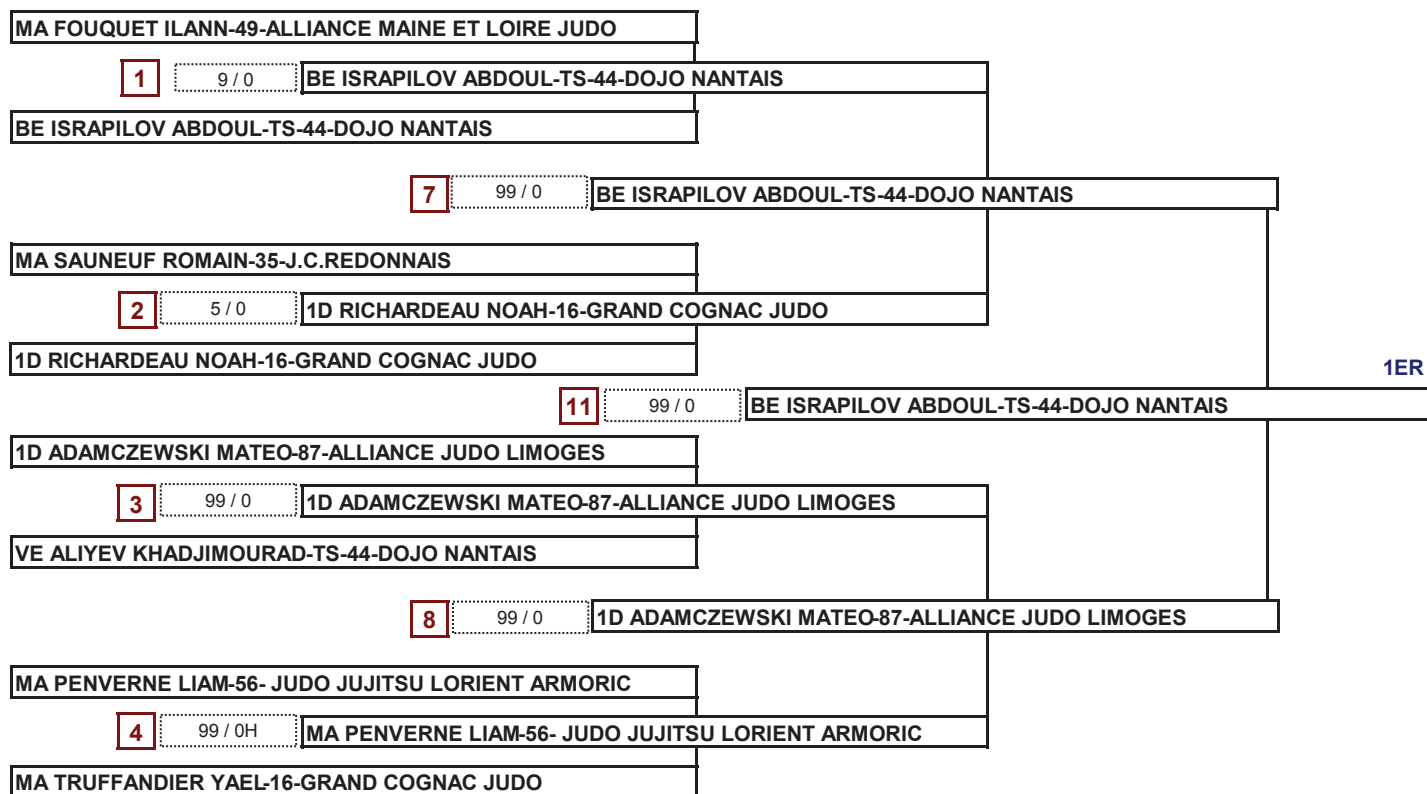 MA FOUQUET ILANN-49-ALLIANCE MAINE ET LOIRE JUDO
1 9 / 0 BE ISRAPILOV ABDOUL-TS-44-DOJO NANTAIS
BE ISRAPILOV ABDOUL-TS-44-DOJO NANTAIS
7 99 / 0 BE ISRAPILOV ABDOUL-TS-44-DOJO NANTAIS
MA SAUNEUF ROMAIN-35-J.C.REDONNAIS
2 5 / 0 1D RICHARDEAU NOAH-16-GRAND COGNAC JUDO
1D RICHARDEAU NOAH-16-GRAND COGNAC JUDO
1ER
11 99 / 0 BE ISRAPILOV ABDOUL-TS-44-DOJO NANTAIS
1D ADAMCZEWSKI MATEO-87-ALLIANCE JUDO LIMOGES
3 99 / 0 1D ADAMCZEWSKI MATEO-87-ALLIANCE JUDO LIMOGES
VE ALIYEV KHADJIMOURAD-TS-44-DOJO NANTAIS
8 99 / 0 1D ADAMCZEWSKI MATEO-87-ALLIANCE JUDO LIMOGES
MA PENVERNE LIAM-56- JUDO JUJITSU LORIENT ARMORIC
4 99 / 0H MA PENVERNE LIAM-56- JUDO JUJITSU LORIENT ARMORIC
MA TRUFFANDIER YAEL-16-GRAND COGNAC JUDO